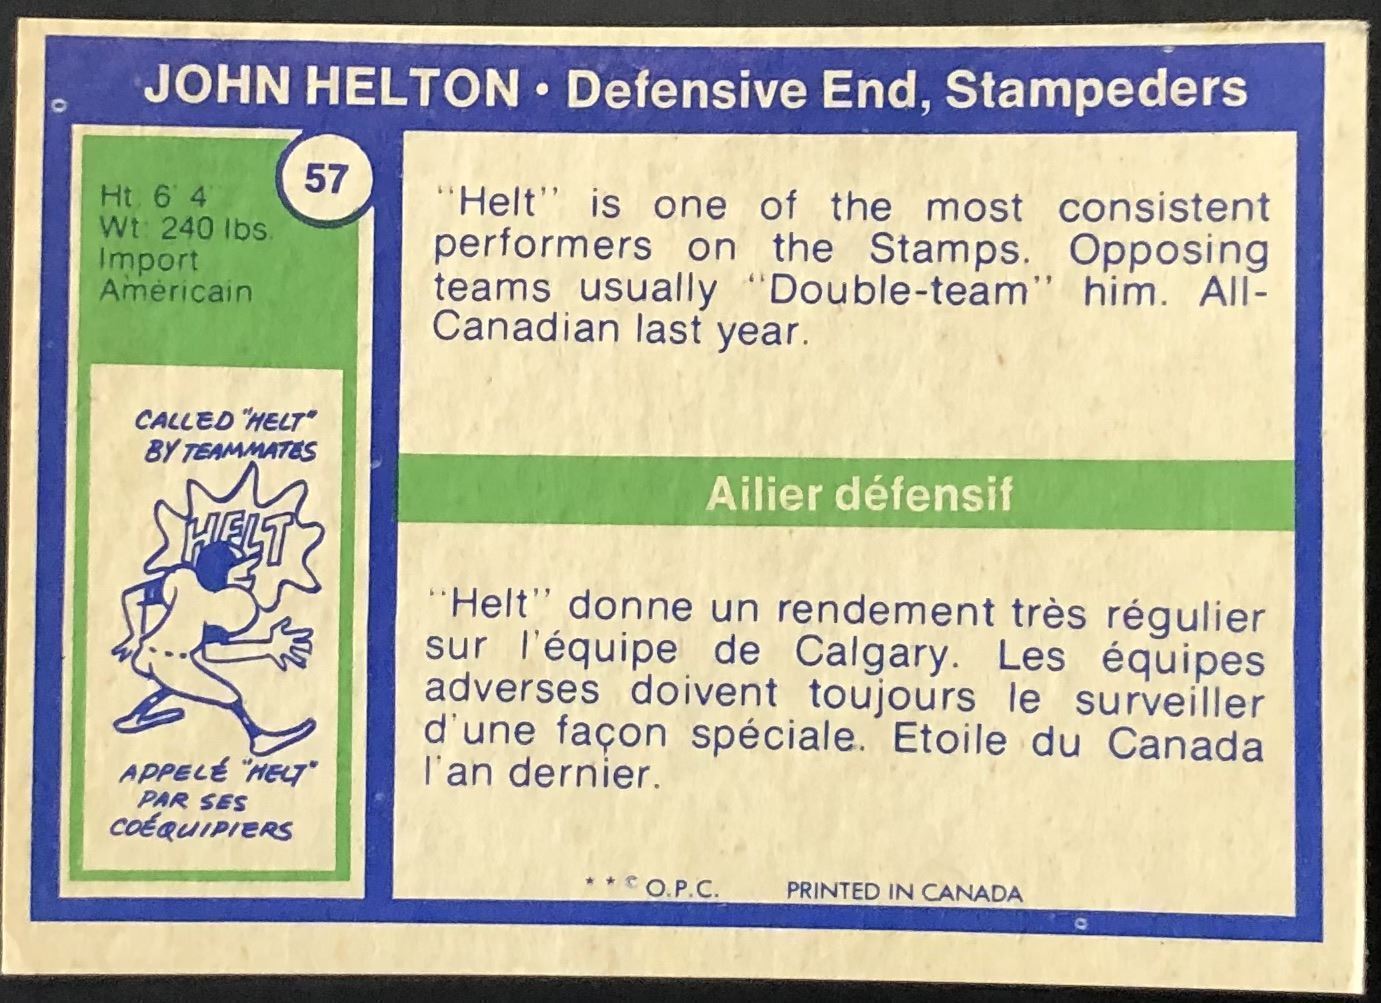 JOHN HELTON • Defensive End, Stampeders
57
Ht. 6' 4'
Wt: 240 lbs.
Import
Américain
CALLED "HELT"
BY TEAMMATES
HELT
APPELÉ "HELT"
PAR SES
COÉQUIPIERS
"Helt" is one of the most consistent
performers on the Stamps. Opposing
teams usually "Double-team" him. All-
Canadian last year.
Ailier défensif
"Helt" donne un rendement très régulier
sur l'équipe de Calgary. Les équipes
adverses doivent toujours le surveiller
d'une façon spéciale. Etoile du Canada
l'an dernier.
* * © O.P.C. PRINTED IN CANADA